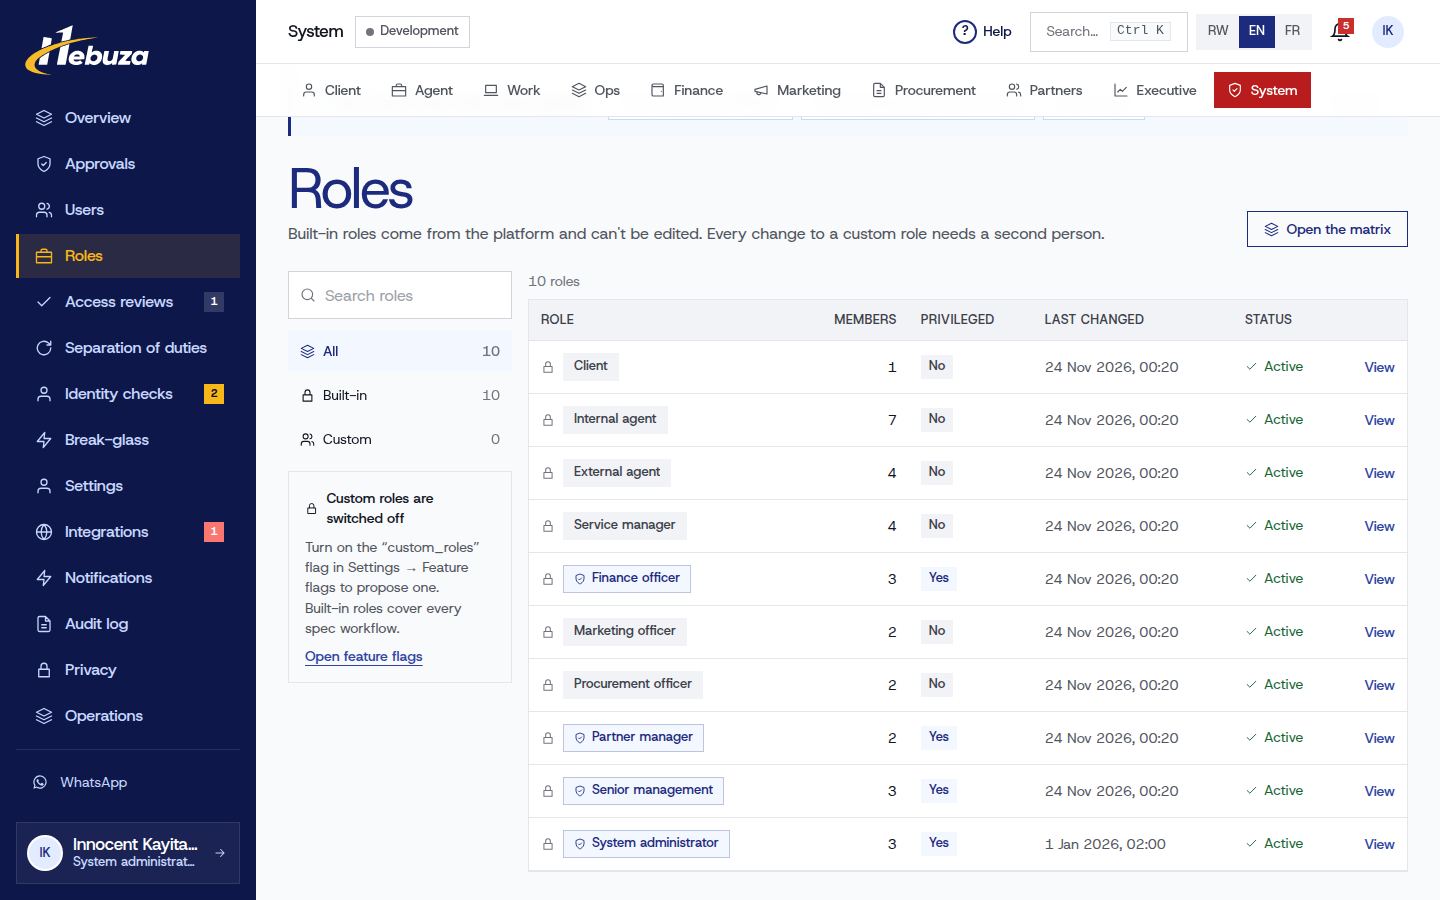 Hebuza
System
Development
? Help
Search...
Ctrl K
RW
EN
FR
5
IK
Client
Agent
Work
Ops
Finance
Marketing
Procurement
Partners
Executive
System
Overview
Approvals
Users
Roles
Access reviews 1
Separation of duties
Identity checks 2
Break-glass
Settings
Integrations 1
Notifications
Audit log
Privacy
Operations
WhatsApp
IK
Innocent Kayita...
System administrat...
Roles
Built-in roles come from the platform and can't be edited. Every change to a custom role needs a second person.
Open the matrix
Search roles
All 10
Built-in 10
Custom 0
Custom roles are
switched off
Turn on the “custom_roles”
flag in Settings → Feature
flags to propose one.
Built-in roles cover every
spec workflow.
Open feature flags
10 roles
ROLE MEMBERS PRIVILEGED LAST CHANGED STATUS
Client 1 No 24 Nov 2026, 00:20 Active View
Internal agent 7 No 24 Nov 2026, 00:20 Active View
External agent 4 No 24 Nov 2026, 00:20 Active View
Service manager 4 No 24 Nov 2026, 00:20 Active View
Finance officer 3 Yes 24 Nov 2026, 00:20 Active View
Marketing officer 2 No 24 Nov 2026, 00:20 Active View
Procurement officer 2 No 24 Nov 2026, 00:20 Active View
Partner manager 2 Yes 24 Nov 2026, 00:20 Active View
Senior management 3 Yes 24 Nov 2026, 00:20 Active View
System administrator 3 Yes 1 Jan 2026, 02:00 Active View